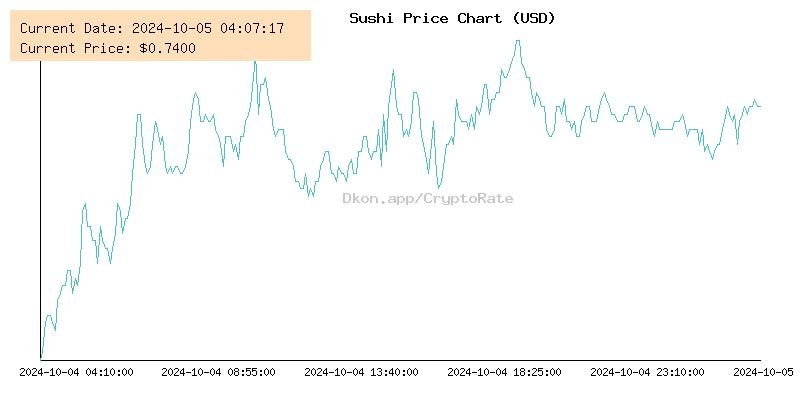 Sushi Price Chart (USD)
Current Date: 2024-10-05 04:07:17
Current Price: $0.7400
Dkon.app/CryptoRate
2024-10-04 04:10:00 2024-10-04 08:55:00 2024-10-04 13:40:00 2024-10-04 18:25:00 2024-10-04 23:10:00 2024-10-05